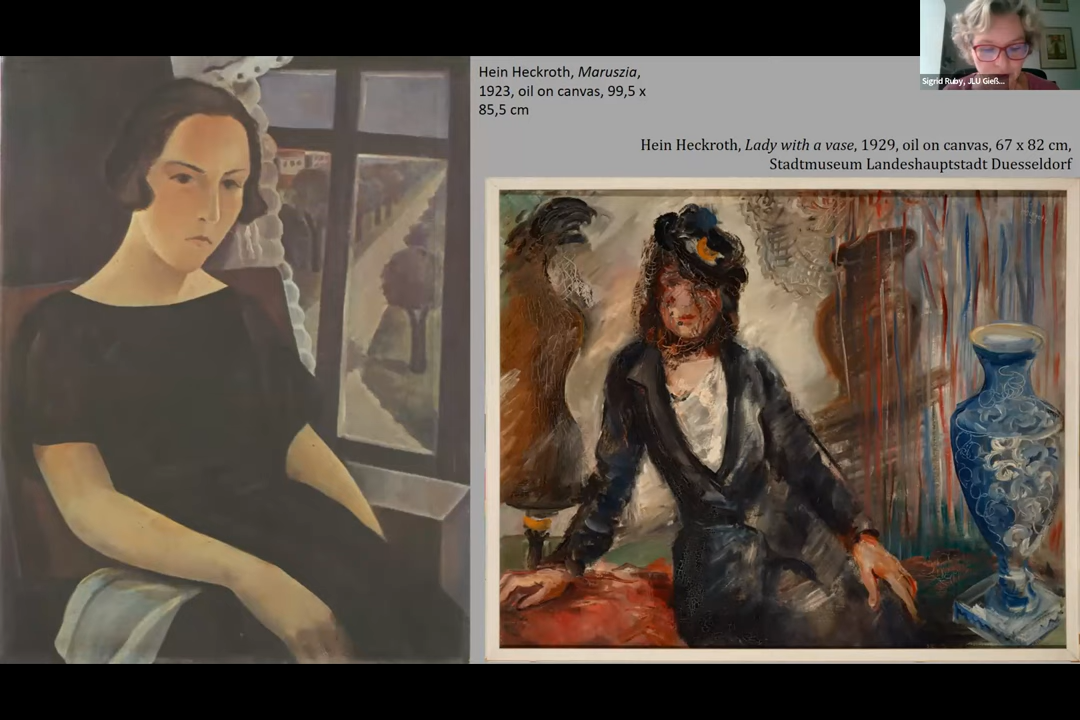 Hein Heckroth, Maruszia,
1923, oil on canvas, 99,5 x
85,5 cm
Hein Heckroth, Lady with a vase, 1929, oil on canvas, 67 x 82 cm,
Stadtmuseum Landeshauptstadt Duesseldorf
Sigrid Ruby, JLU Gieß...